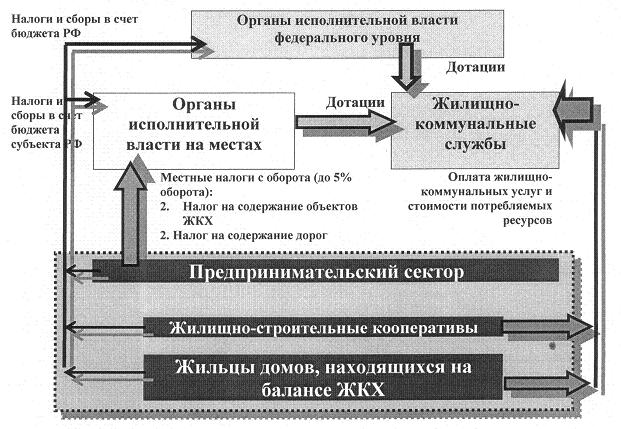 Налоги и сборы в счет
бюджета РФ
Органы исполнительной власти
федерального уровня
Дотации
Налоги и
сборы в счет
бюджета
субъекта РФ
Органы
исполнительной
власти на местах
Дотации
Жилищно-
коммунальные
службы
Местные налоги с оборота (до 5%
оборота):
2. Налог на содержание объектов
ЖКХ
2. Налог на содержание дорог
Оплата жилищно-
коммунальных услуг и
стоимости потребляемых
ресурсов
Предпринимательский сектор
Жилищно-строительные кооперативы
Жильцы домов, находящихся на
балансе ЖКХ